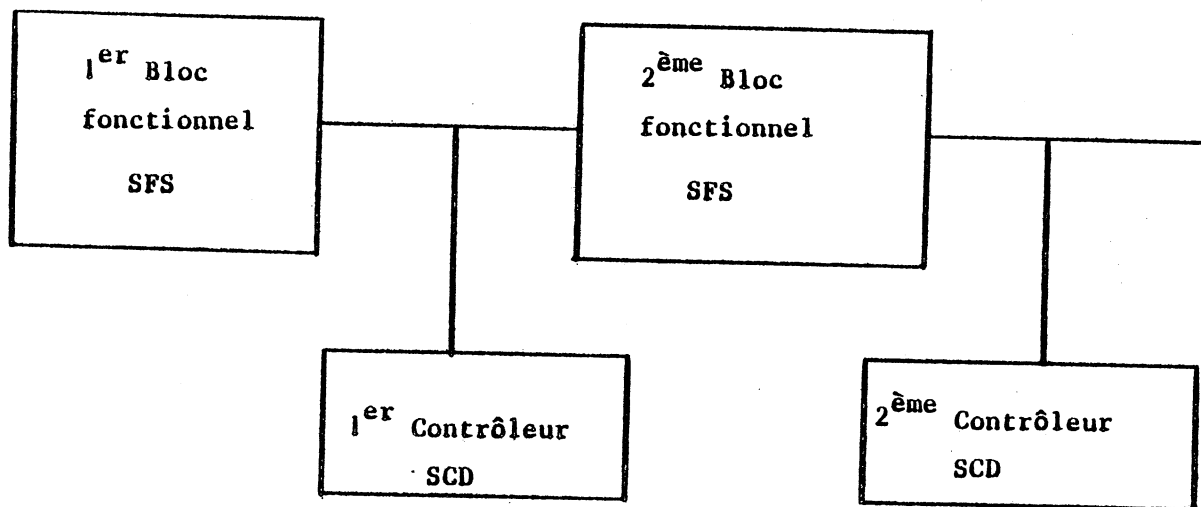 1er Bloc
fonctionnel
SFS
2ème Bloc
fonctionnel
SFS
1er Contrôleur
SCD
2ème Contrôleur
SCD